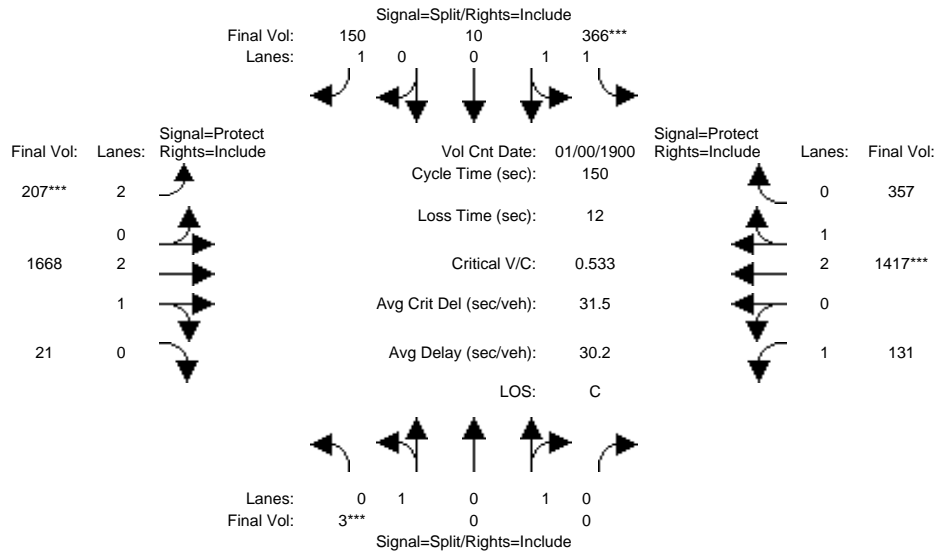 Signal=Split/Rights=Include
Final Vol: 150 10 366***
Lanes: 1 0 0 1 1
Signal=Protect Signal=Protect
Final Vol: Lanes: Rights=Include Vol Cnt Date: 01/00/1900 Rights=Include Lanes: Final Vol:
Cycle Time (sec): 150
207*** 2 0 357
Loss Time (sec): 12
0 1
1668 2 Critical V/C: 0.533 2 1417***
1 Avg Crit Del (sec/veh): 31.5 0
21 0 Avg Delay (sec/veh): 30.2 1 131
LOS: C
Lanes: 0 1 0 1 0
Final Vol: 3*** 0 0
Signal=Split/Rights=Include